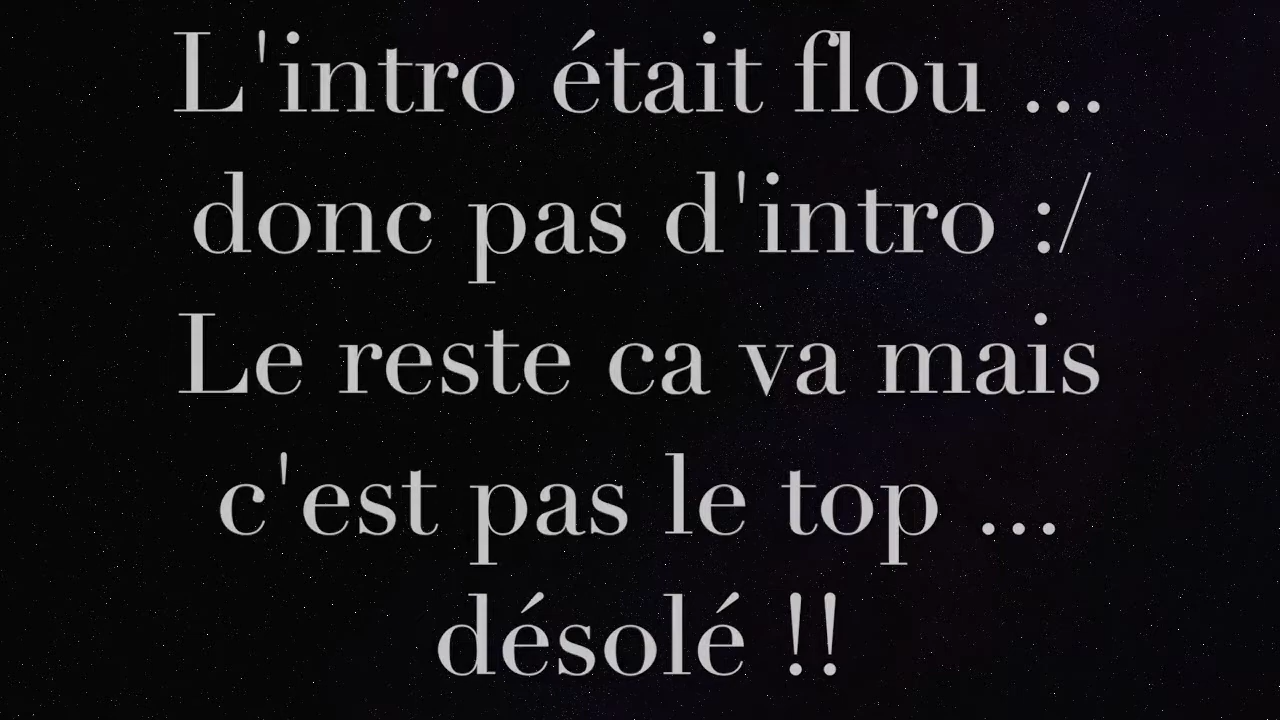 L'intro était flou ...
donc pas d'intro :/
Le reste ca va mais
c'est pas le top ...
désolé !!